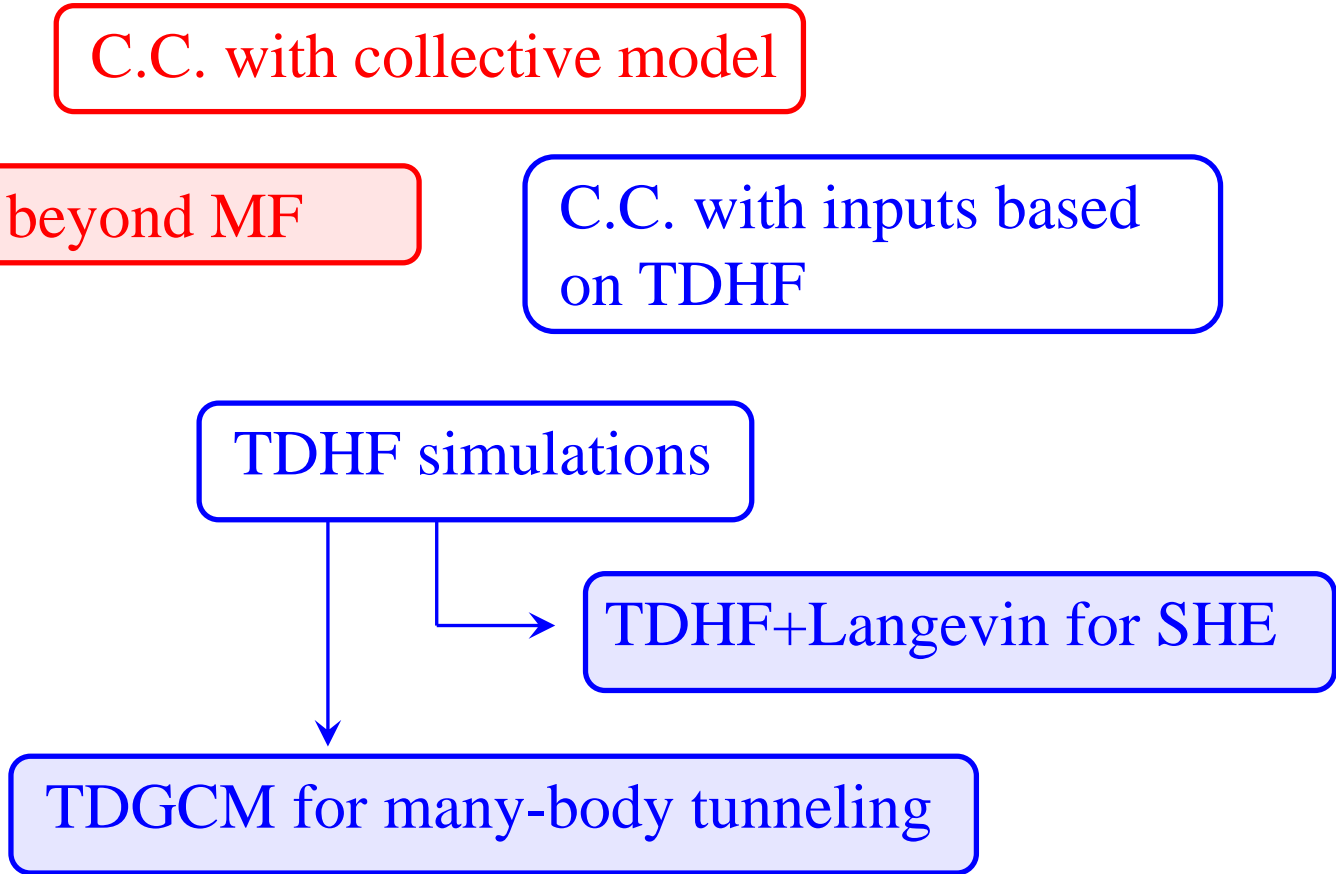 C.C. with collective model
beyond MF
C.C. with inputs based
on TDHF
TDHF simulations
TDHF+Langevin for SHE
TDGCM for many-body tunneling